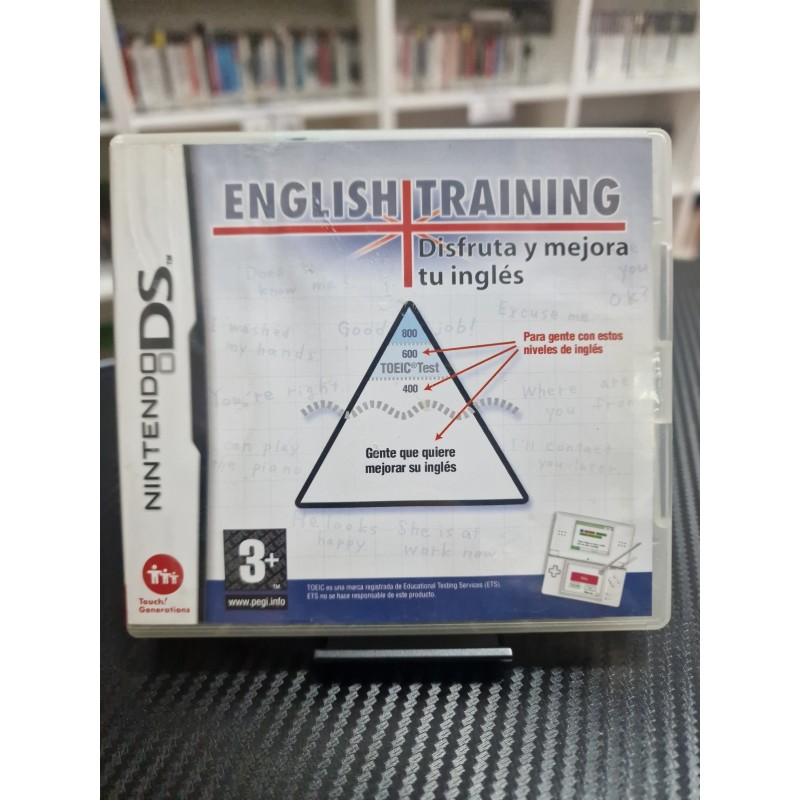 NINTENDO DS™
ENGLISH TRAINING
Disfruta y mejora
tu inglés
Does
know me?
you
OK?
Excuse me
I washed
my hands
Good job!
800
600
TOEIC® Test
400
Para gente con estos
niveles de inglés
You're right
Where are
you from
can play
the piano
I'll contact
you later
Gente que quiere
mejorar su inglés
He looks
happy
She is at
work now
3+
™
www.pegi.info
Touch!
Generations
TOEIC es una marca registrada de Educational Testing Services (ETS).
ETS no se hace responsable de este producto.